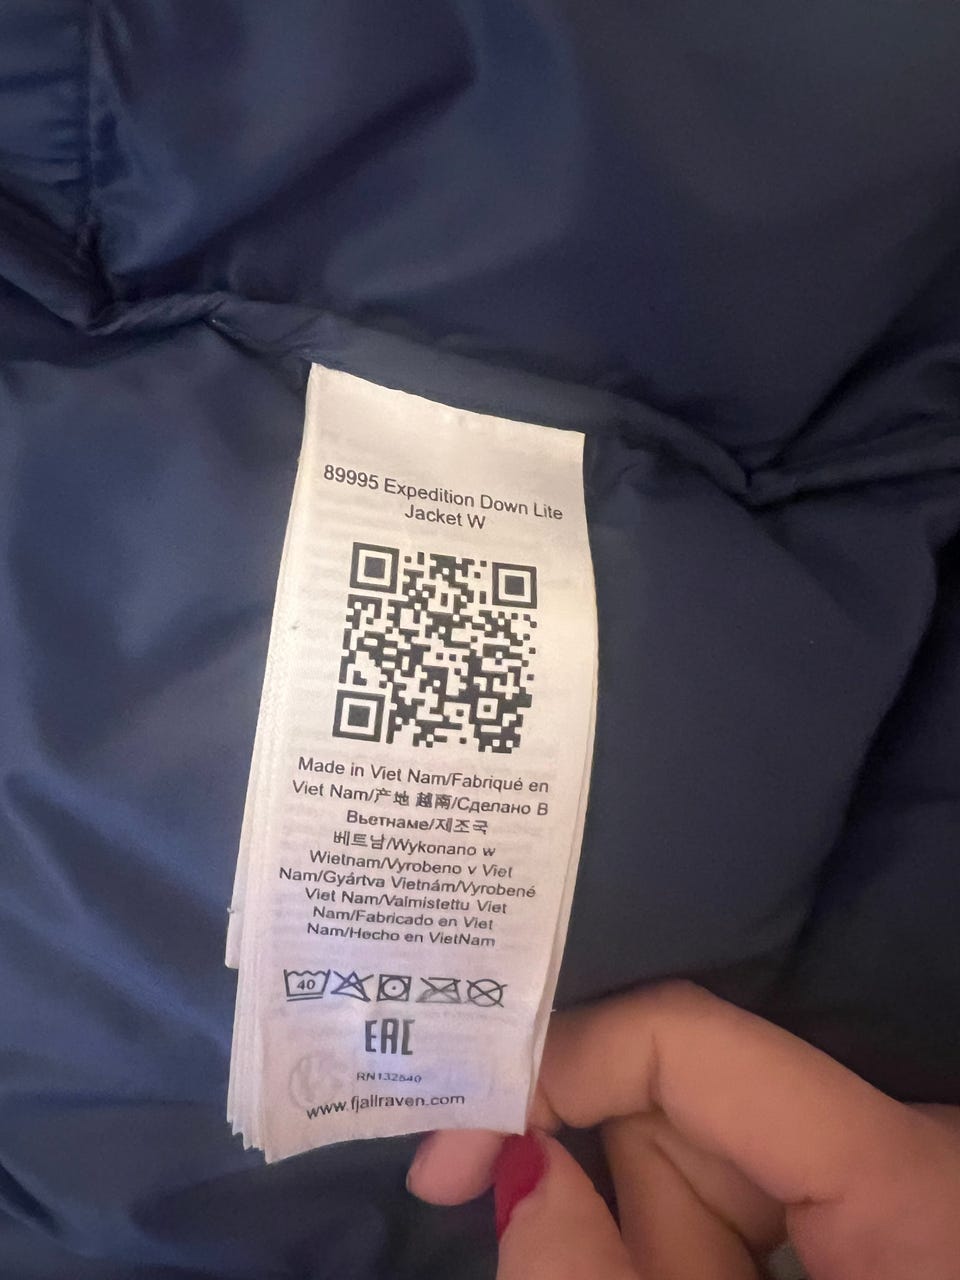 89995 Expedition Down Lite
Jacket W
Made in Viet Nam/Fabriqué en
Viet Nam/产地 越南/Сделано В
Вьетнаме/제조국
베트남/Wykonano w
Wietnam/Vyrobeno v Viet
Nam/Gyártva Vietnám/Vyrobené
Viet Nam/Valmistettu Viet
Nam/Fabricado en Viet
Nam/Hecho en VietNam
40
EAC
RN132640
www.fjallraven.com